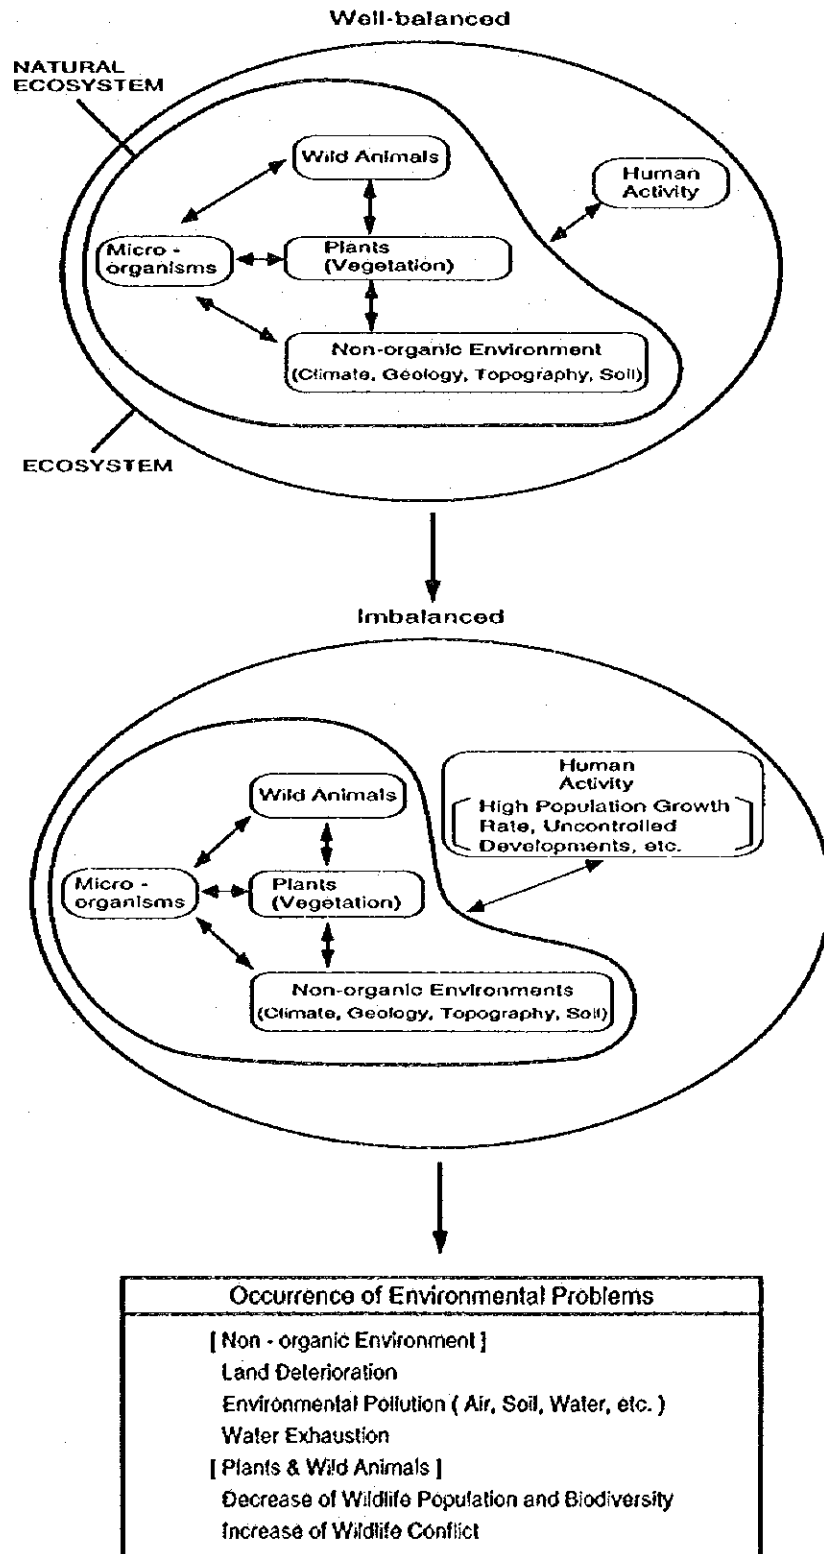 Well-balanced
NATURAL
ECOSYSTEM
Wild Animals
Human
Activity
Micro -
organisms
Plants
(Vegetation)
Non-organic Environment
(Climate, Geology, Topography, Soil)
ECOSYSTEM
Imbalanced
Human
Activity
High Population Growth
Rate, Uncontrolled
Developments, etc.
Wild Animals
Micro -
organisms
Plants
(Vegetation)
Non-organic Environments
(Climate, Geology, Topography, Soil)
Occurrence of Environmental Problems
[ Non - organic Environment ]
Land Deterioration
Environmental Pollution ( Air, Soil, Water, etc. )
Water Exhaustion
[ Plants & Wild Animals ]
Decrease of Wildlife Population and Biodiversity
Increase of Wildlife Conflict